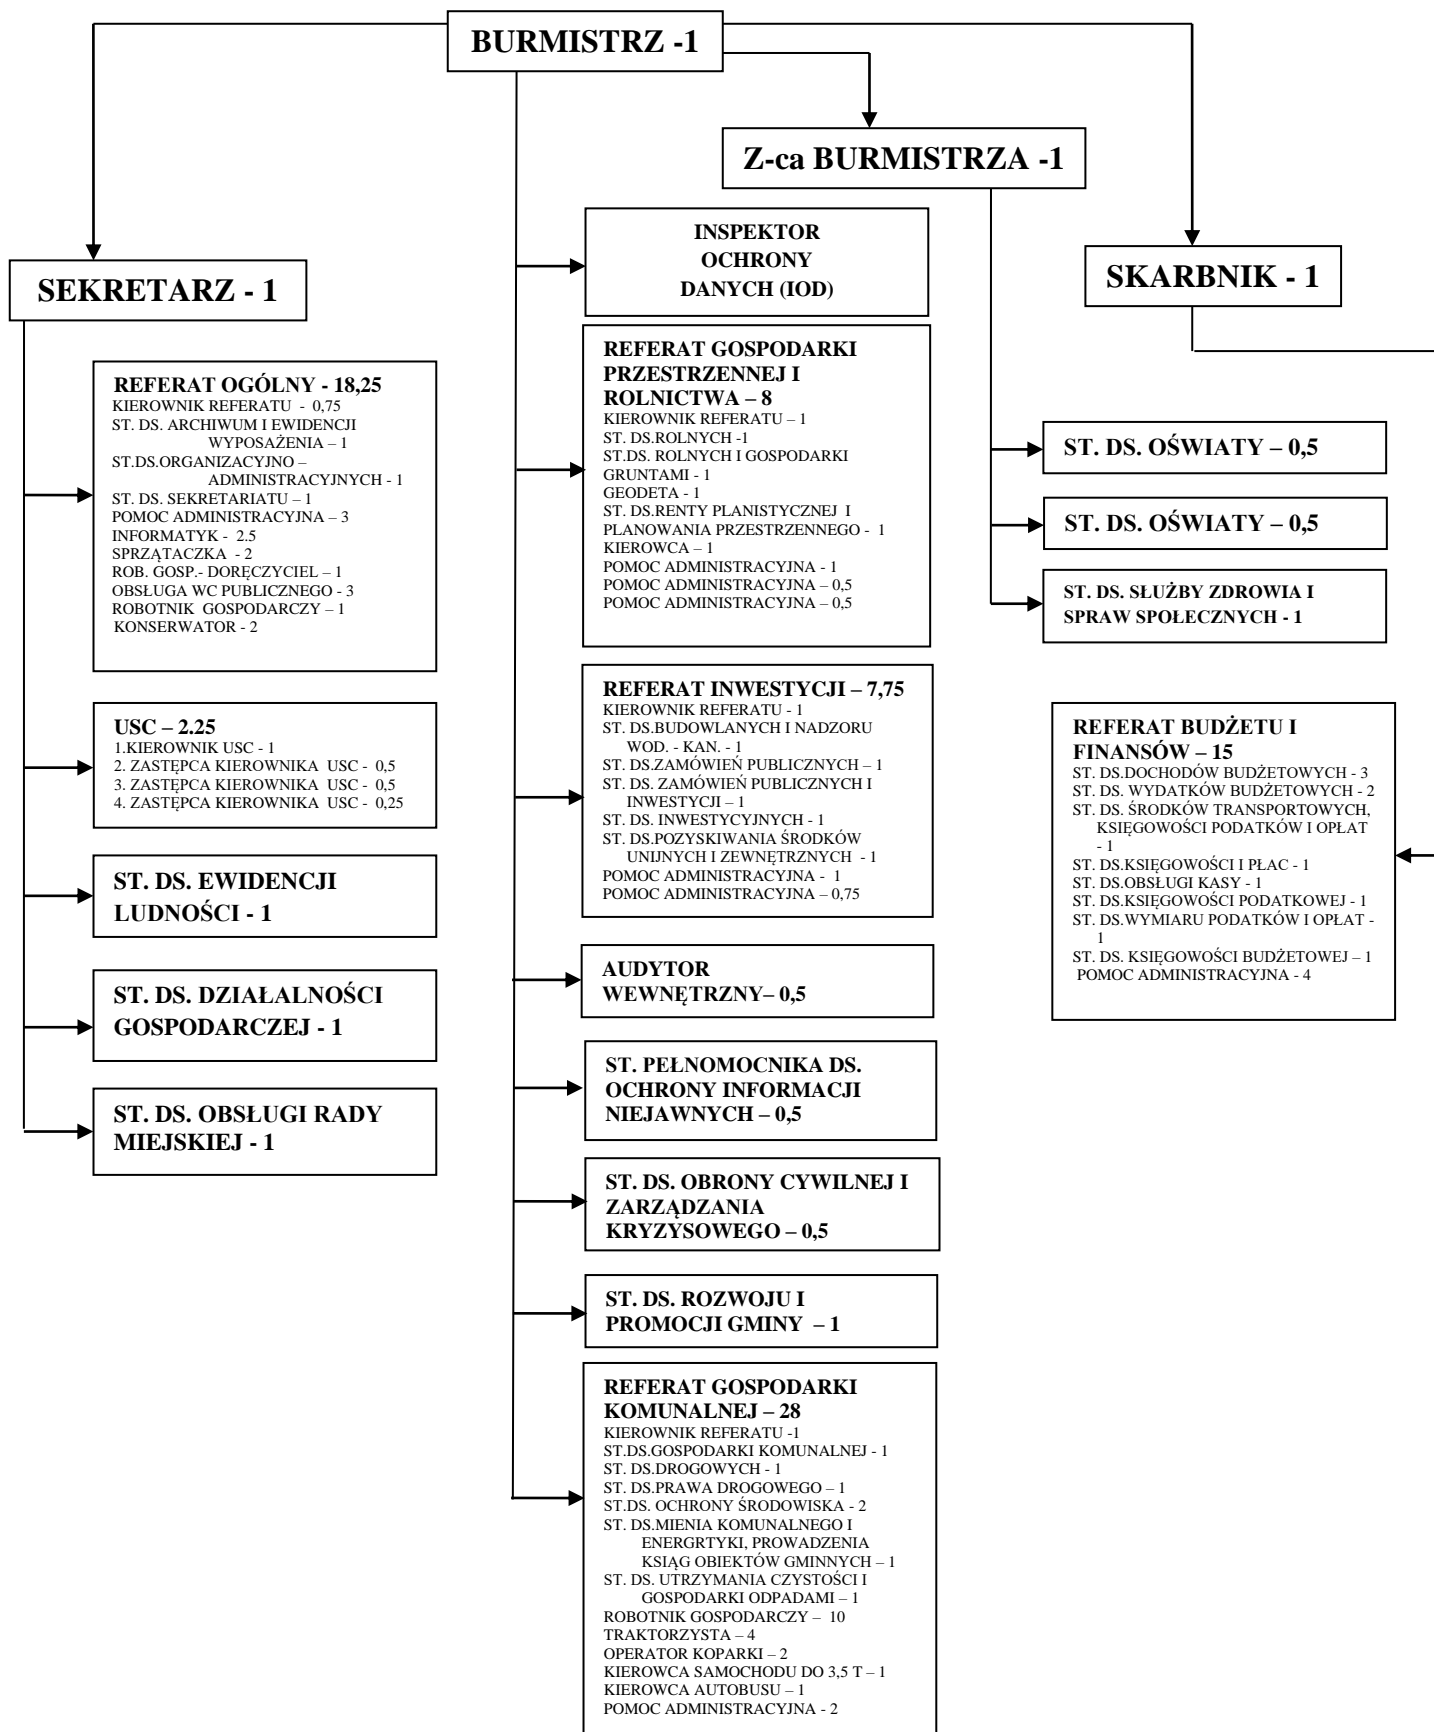 BURMISTRZ -1
Z-ca BURMISTRZA -1
SEKRETARZ - 1
REFERAT OGÓLNY - 18,25
KIEROWNIK REFERATU - 0,75
ST. DS. ARCHIWUM I EWIDENCJI
WYPOSAŻENIA – 1
ST.DS.ORGANIZACYJNO –
ADMINISTRACYJNYCH - 1
ST. DS. SEKRETARIATU – 1
POMOC ADMINISTRACYJNA – 3
INFORMATYK - 2.5
SPRZĄTACZKA - 2
ROB. GOSP.- DORĘCZYCIEL – 1
OBSŁUGA WC PUBLICZNEGO - 3
ROBOTNIK GOSPODARCZY – 1
KONSERWATOR - 2
USC – 2.25
1.KIEROWNIK USC - 1
2. ZASTĘPCA KIEROWNIKA USC - 0,5
3. ZASTĘPCA KIEROWNIKA USC - 0,5
4. ZASTĘPCA KIEROWNIKA USC - 0,25
ST. DS. EWIDENCJI
LUDNOŚCI - 1
ST. DS. DZIAŁALNOŚCI
GOSPODARCZEJ - 1
ST. DS. OBSŁUGI RADY
MIEJSKIEJ - 1
INSPEKTOR
OCHRONY
DANYCH (IOD)
REFERAT GOSPODARKI
PRZESTRZENNEJ I
ROLNICTWA – 8
KIEROWNIK REFERATU – 1
ST. DS.ROLNYCH -1
ST.DS. ROLNYCH I GOSPODARKI
GRUNTAMI - 1
GEODETA - 1
ST. DS.RENTY PLANISTYCZNEJ I
PLANOWANIA PRZESTRZENNEGO - 1
KIEROWCA – 1
POMOC ADMINISTRACYJNA - 1
POMOC ADMINISTRACYJNA – 0,5
POMOC ADMINISTRACYJNA – 0,5
REFERAT INWESTYCJI – 7,75
KIEROWNIK REFERATU - 1
ST. DS.BUDOWLANYCH I NADZORU
WOD. - KAN. - 1
ST. DS.ZAMÓWIEŃ PUBLICZNYCH – 1
ST. DS. ZAMÓWIEŃ PUBLICZNYCH I
INWESTYCJI – 1
ST. DS. INWESTYCYJNYCH - 1
ST. DS.POZYSKIWANIA ŚRODKÓW
UNIJNYCH I ZEWNĘTRZNYCH - 1
POMOC ADMINISTRACYJNA - 1
POMOC ADMINISTRACYJNA – 0,75
AUDYTOR
WEWNĘTRZNY– 0,5
ST. PEŁNOMOCNIKA DS.
OCHRONY INFORMACJI
NIEJAWNYCH – 0,5
ST. DS. OBRONY CYWILNEJ I
ZARZĄDZANIA
KRYZYSOWEGO – 0,5
ST. DS. ROZWOJU I
PROMOCJI GMINY – 1
REFERAT GOSPODARKI
KOMUNALNEJ – 28
KIEROWNIK REFERATU -1
ST.DS.GOSPODARKI KOMUNALNEJ - 1
ST. DS.DROGOWYCH - 1
ST. DS.PRAWA DROGOWEGO – 1
ST.DS. OCHRONY ŚRODOWISKA - 2
ST. DS.MIENIA KOMUNALNEGO I
ENERGRTYKI, PROWADZENIA
KSIĄG OBIEKTÓW GMINNYCH – 1
ST. DS. UTRZYMANIA CZYSTOŚCI I
GOSPODARKI ODPADAMI – 1
ROBOTNIK GOSPODARCZY – 10
TRAKTORZYSTA – 4
OPERATOR KOPARKI – 2
KIEROWCA SAMOCHODU DO 3,5 T – 1
KIEROWCA AUTOBUSU – 1
POMOC ADMINISTRACYJNA - 2
SKARBNIK - 1
ST. DS. OŚWIATY – 0,5
ST. DS. OŚWIATY – 0,5
ST. DS. SŁUŻBY ZDROWIA I
SPRAW SPOŁECZNYCH - 1
REFERAT BUDŻETU I
FINANSÓW – 15
ST. DS.DOCHODÓW BUDŻETOWYCH - 3
ST. DS. WYDATKÓW BUDŻETOWYCH - 2
ST. DS. ŚRODKÓW TRANSPORTOWYCH,
KSIĘGOWOŚCI PODATKÓW I OPŁAT
- 1
ST. DS.KSIĘGOWOŚCI I PŁAC - 1
ST. DS.OBSŁUGI KASY - 1
ST. DS.KSIĘGOWOŚCI PODATKOWEJ - 1
ST. DS.WYMIARU PODATKÓW I OPŁAT -
1
ST. DS. KSIĘGOWOŚCI BUDŻETOWEJ – 1
POMOC ADMINISTRACYJNA - 4